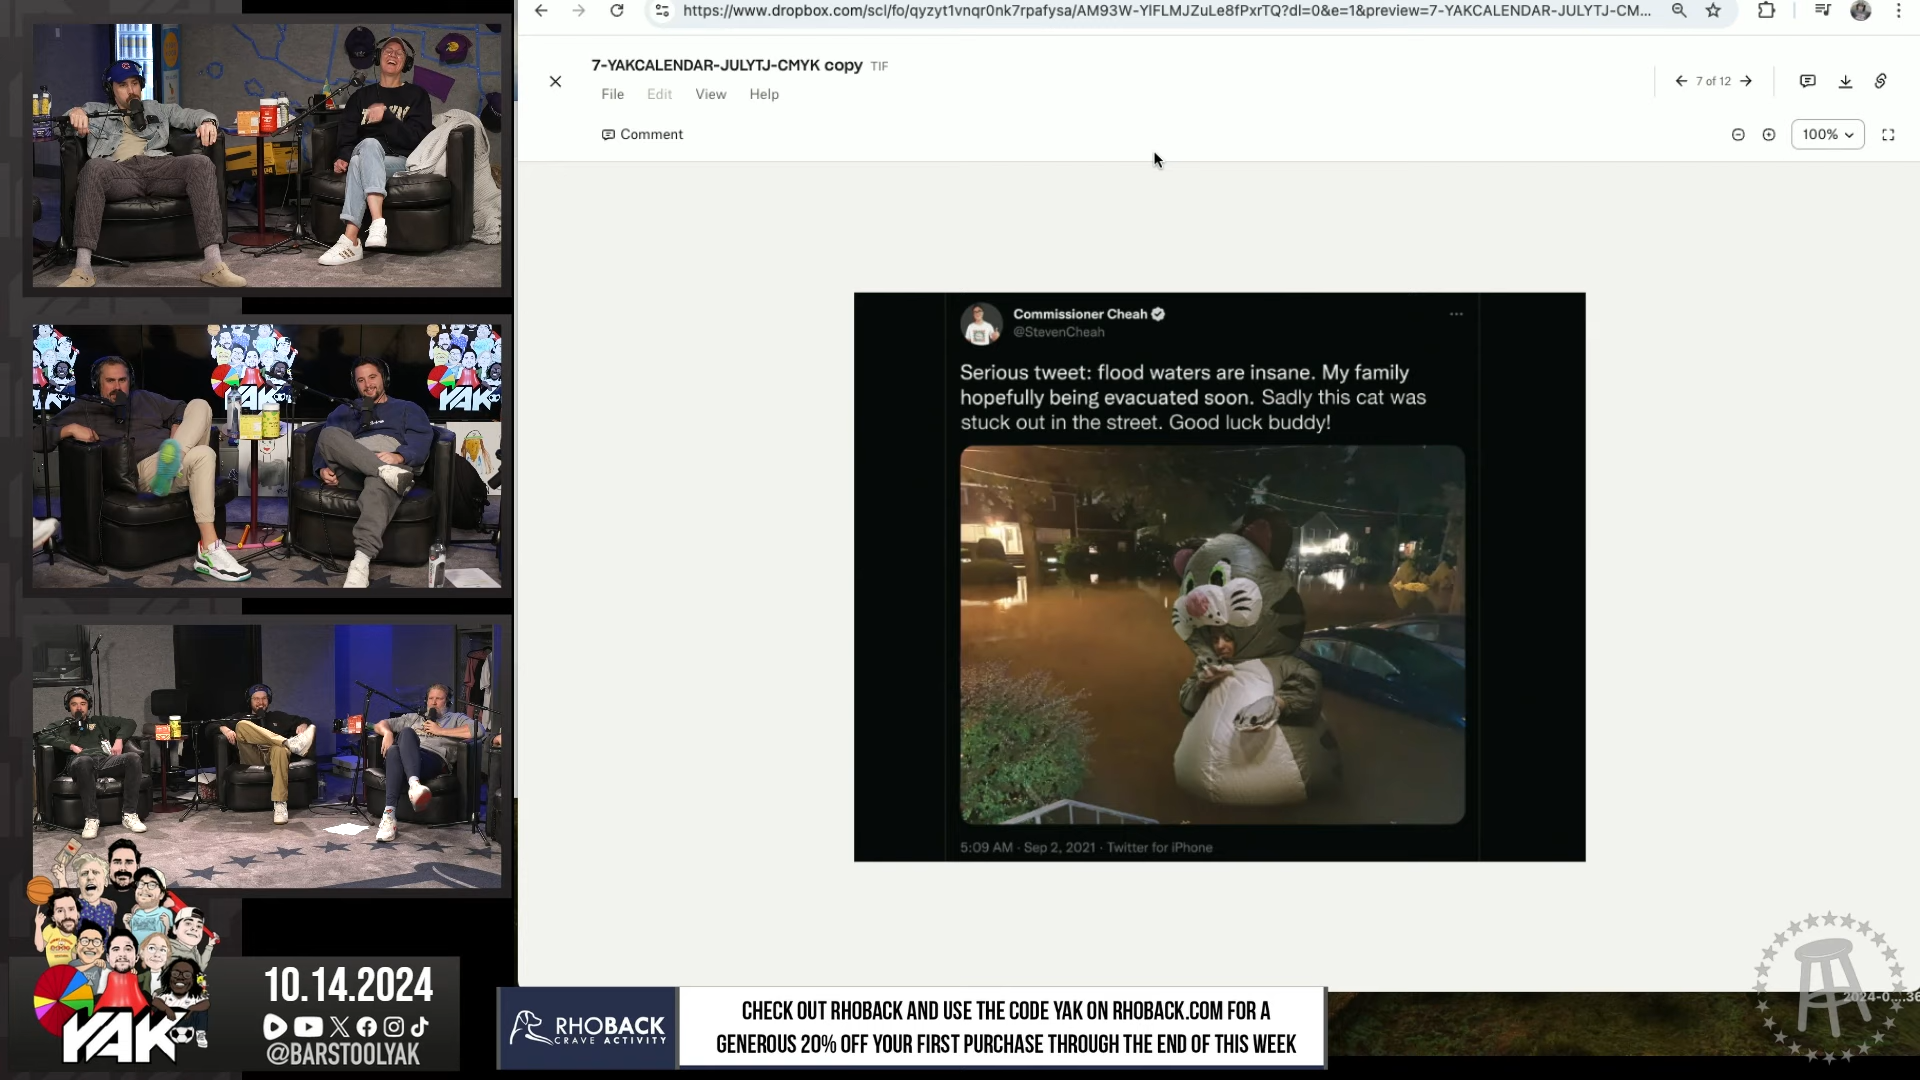 https://www.dropbox.com/scl/fo/qyzyt1vnqr0nk7rpafysa/AM93W-YIFLMJZuLe8fPxrTQ?dl=0&e=1&preview=7-YAKCALENDAR-JULYTJ-CM...
7-YAKCALENDAR-JULYTJ-CMYK copy TIF
7 of 12
File Edit View Help
Comment
100%
Commissioner Cheah
@StevenCheah
Serious tweet: flood waters are insane. My family
hopefully being evacuated soon. Sadly this cat was
stuck out in the street. Good luck buddy!
5:09 AM · Sep 2, 2021 · Twitter for iPhone
YAK
YAK
YAK
YAK
10.14.2024
@BARSTOOLYAK
RHOBACK
CRAVE ACTIVITY
CHECK OUT RHOBACK AND USE THE CODE YAK ON RHOBACK.COM FOR A
GENEROUS 20% OFF YOUR FIRST PURCHASE THROUGH THE END OF THIS WEEK